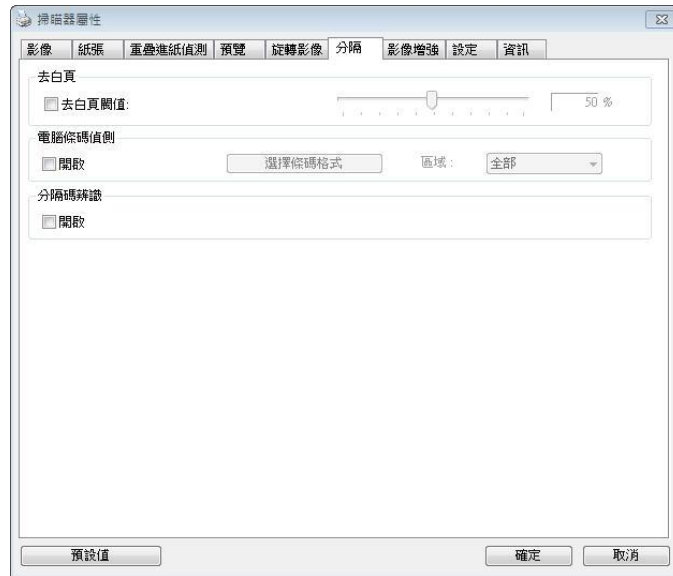 掃瞄器屬性
影像 紙張 重疊進紙偵測 預覽 旋轉影像 分隔 影像增強 設定 資訊
去白頁
去白頁閥值: 50 %
電腦條碼偵側
開啟 選擇條碼格式 區域： 全部
分隔碼辨識
開啟
預設值 確定 取消